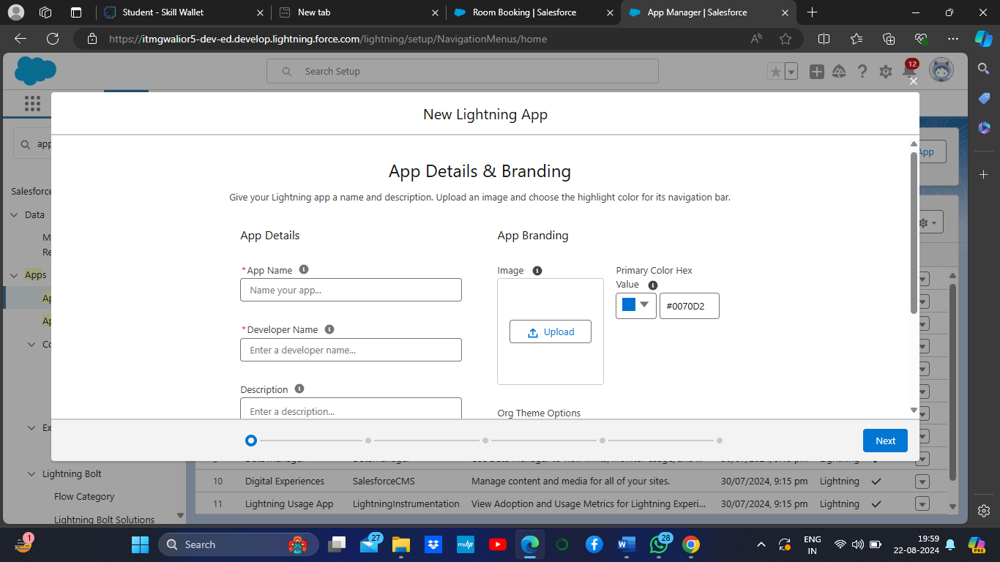 Student - Skill Wallet
New tab
Room Booking | Salesforce
App Manager | Salesforce
https://itmgwalior5-dev-ed.develop.lightning.force.com/lightning/setup/NavigationMenus/home
Search Setup
12
New Lightning App
app
App
App Details & Branding
Give your Lightning app a name and description. Upload an image and choose the highlight color for its navigation bar.
Salesforce
Data
M
Re
Apps
Ap
Ap
Co
Ex
App Details
App Branding
*App Name
Image
Primary Color Hex
Value
Name your app...
#0070D2
*Developer Name
Upload
Enter a developer name...
Description
Enter a description...
Org Theme Options
Next
10 Digital Experiences SalesforceCMS Manage content and media for all of your sites. 30/07/2024, 9:15 pm Lightning
11 Lightning Usage App LightningInstrumentation View Adoption and Usage Metrics for Lightning Experi... 30/07/2024, 9:15 pm Lightning
Lightning Bolt
Flow Category
Lightning Bolt Solutions
1
Search
27
myhp
28
ENG
IN
19:59
22-08-2024
PRE